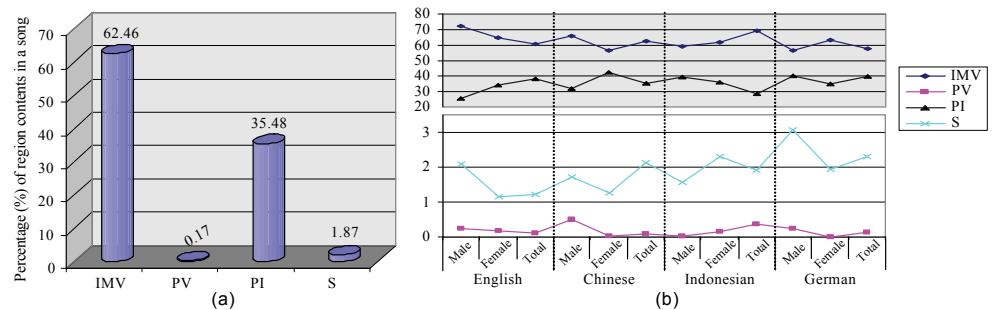 Percentage (%) of region contents in a song
70
60
50
40
30
20
10
0
62.46
0.17
35.48
1.87
IMV PV PI S
(a)
80
70
60
50
40
30
20
3
2
1
0
Male Female Total Male Female Total Male Female Total Male Female Total
English Chinese Indonesian German
(b)
IMV
PV
PI
S